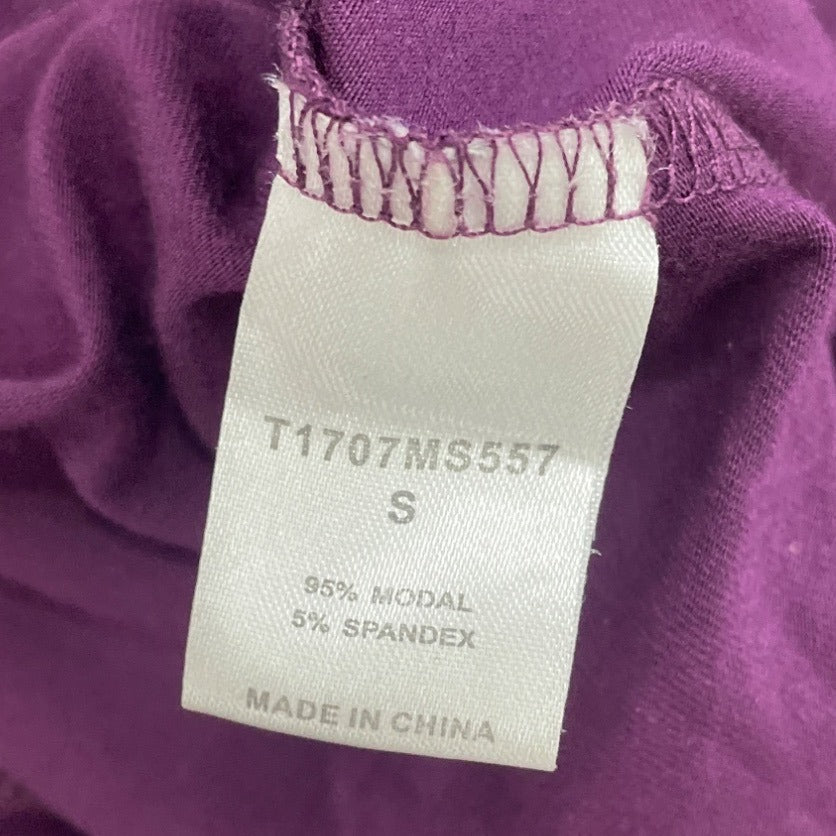 T1707MS557
S
95% MODAL
5% SPANDEX
MADE IN CHINA